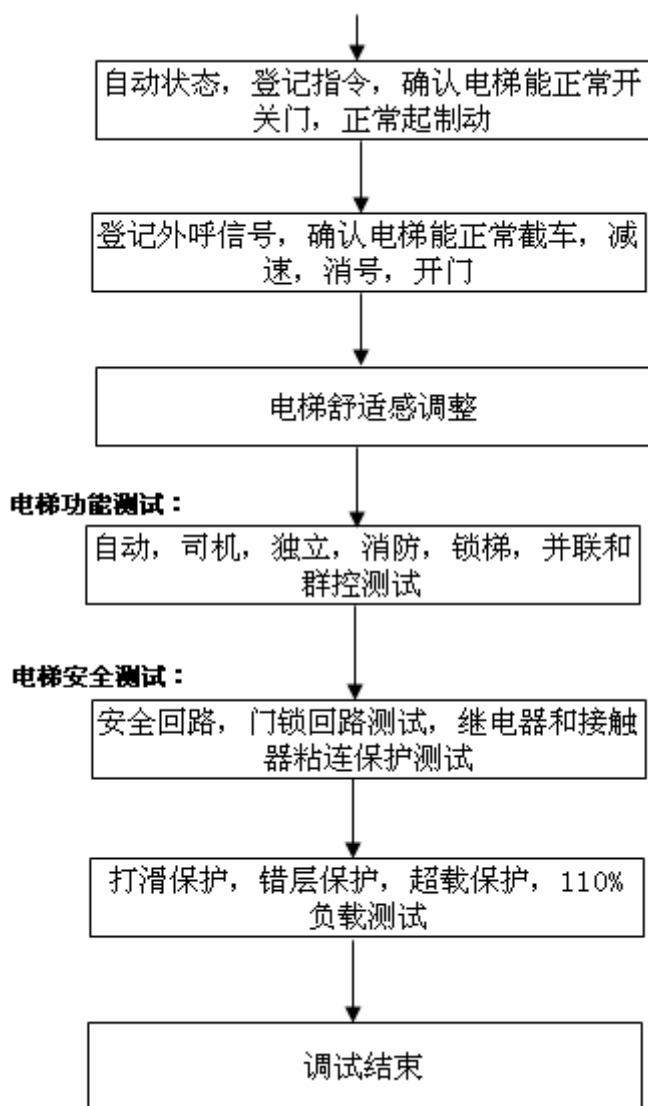 自动状态，登记指令，确认电梯能正常开
关门，正常起制动
登记外呼信号，确认电梯能正常截车，减
速，消号，开门
电梯舒适感调整
电梯功能测试：
自动，司机，独立，消防，锁梯，并联和
群控测试
电梯安全测试：
安全回路，门锁回路测试，继电器和接触
器粘连保护测试
打滑保护，错层保护，超载保护，110%
负载测试
调试结束